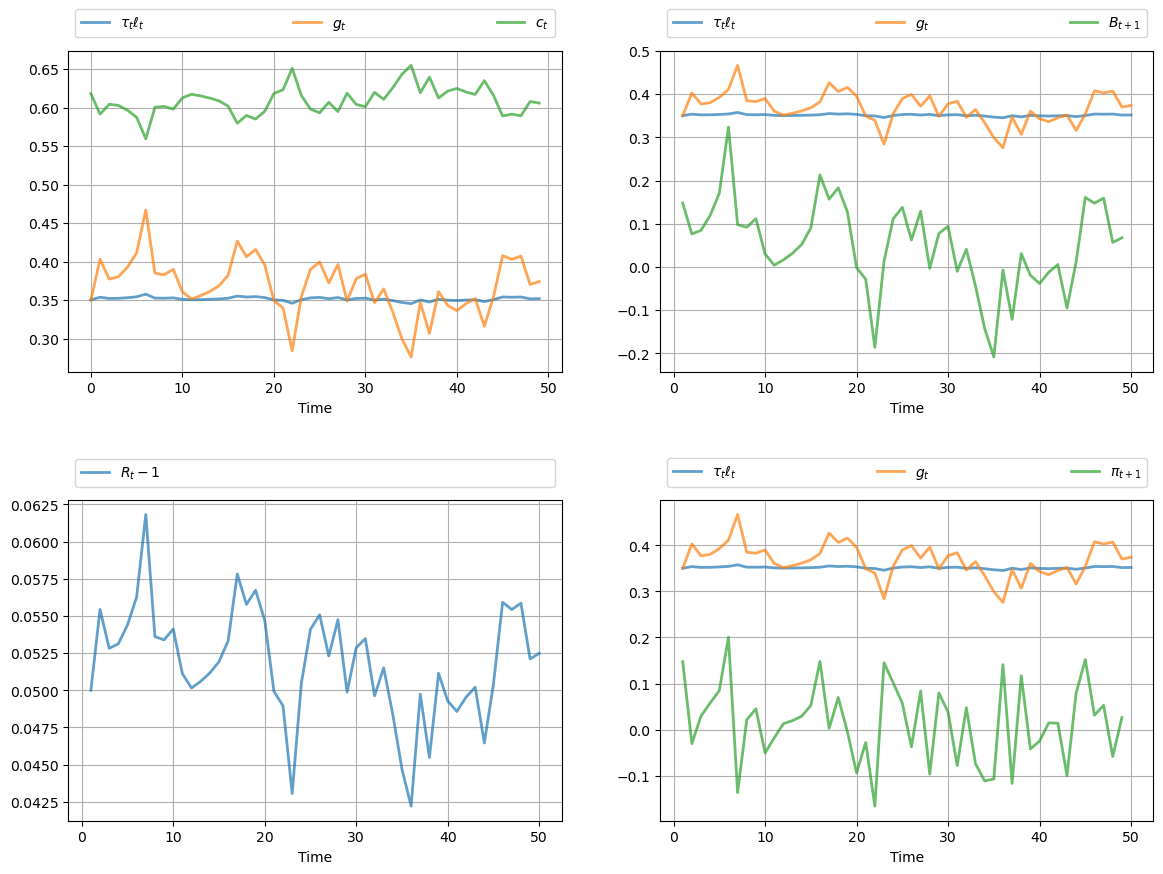 τₜℓₜ gₜ cₜ
0.65
0.60
0.55
0.50
0.45
0.40
0.35
0.30
0 10 20 30 40 50
Time
τₜℓₜ gₜ Bₜ₊₁
0.5
0.4
0.3
0.2
0.1
0.0
−0.1
−0.2
0 10 20 30 40 50
Time
Rₜ − 1
0.0625
0.0600
0.0575
0.0550
0.0525
0.0500
0.0475
0.0450
0.0425
0 10 20 30 40 50
Time
τₜℓₜ gₜ πₜ₊₁
0.4
0.3
0.2
0.1
0.0
−0.1
0 10 20 30 40 50
Time